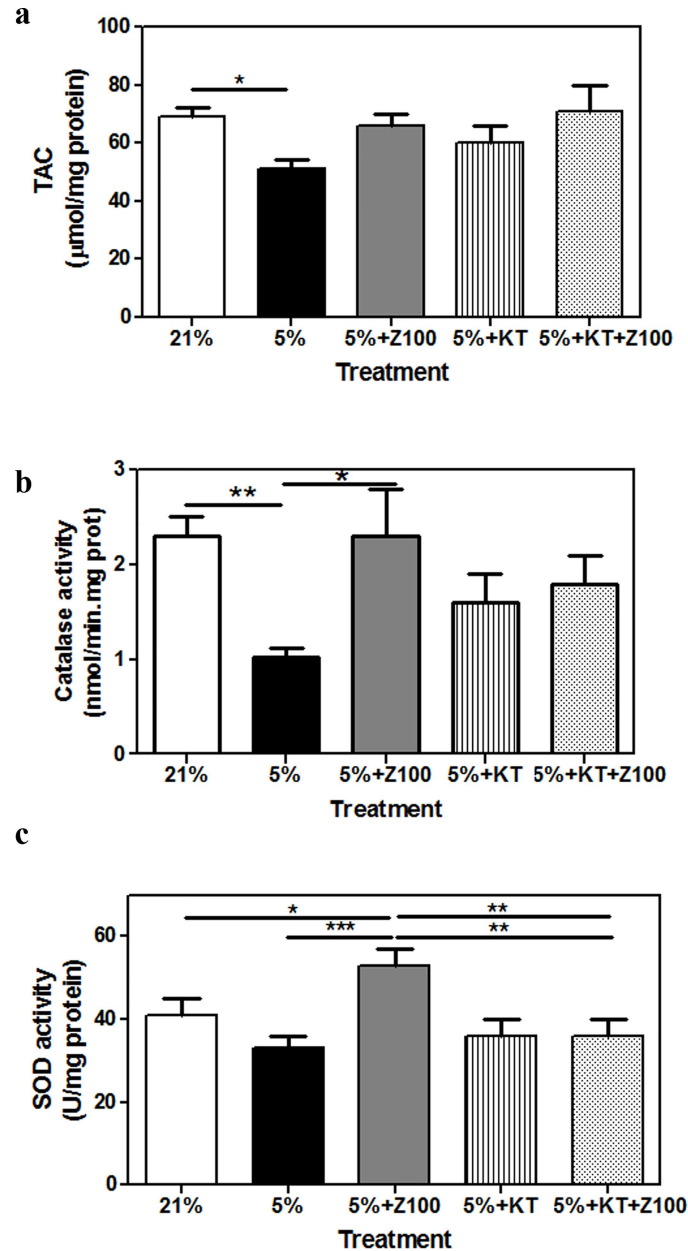 a
TAC
(µmol/mg protein)
100
80
60
40
20
0
*
21% 5% 5%+Z100 5%+KT 5%+KT+Z100
Treatment
b
Catalase activity
(nmol/min.mg prot)
3
2
1
0
** *
21% 5% 5%+Z100 5%+KT 5%+KT+Z100
Treatment
c
SOD activity
(U/mg protein)
60
40
20
0
* **
*** **
21% 5% 5%+Z100 5%+KT 5%+KT+Z100
Treatment